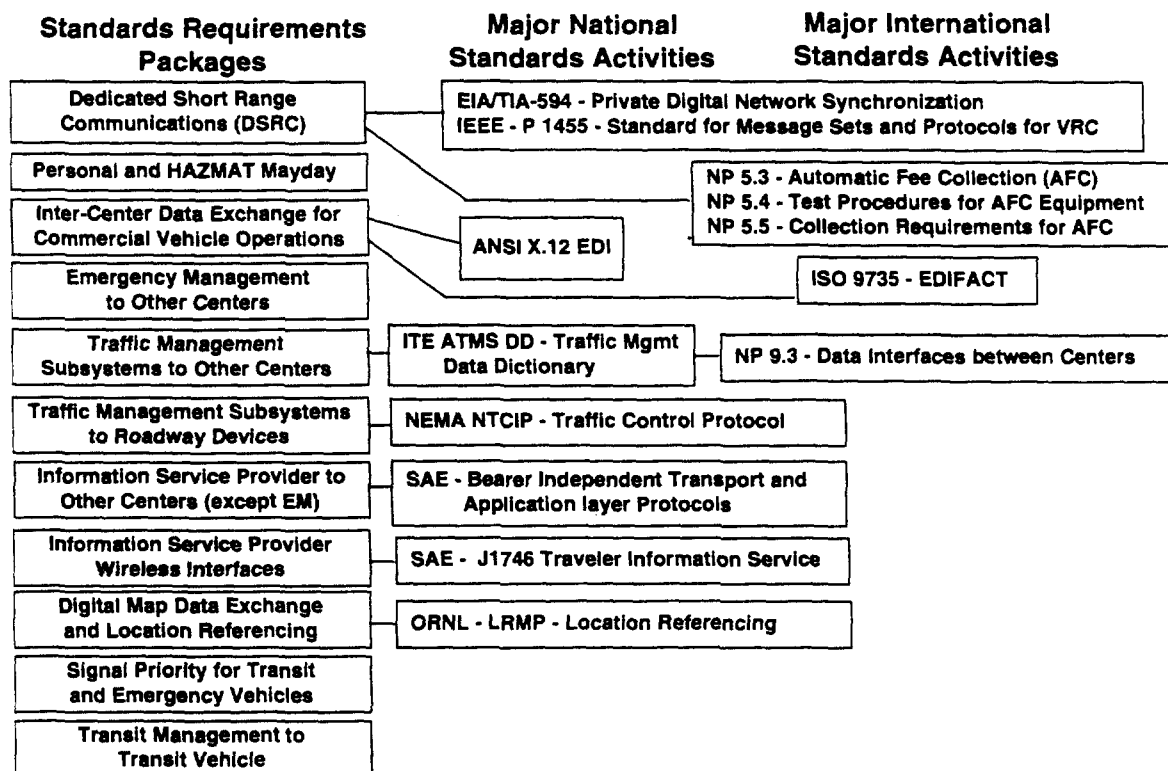 Standards Requirements
Packages
Major National
Standards Activities
Major International
Standards Activities
Dedicated Short Range
Communications (DSRC)
EIA/TIA-594 - Private Digital Network Synchronization
IEEE - P 1455 - Standard for Message Sets and Protocols for VRC
Personal and HAZMAT Mayday
NP 5.3 - Automatic Fee Collection (AFC)
NP 5.4 - Test Procedures for AFC Equipment
NP 5.5 - Collection Requirements for AFC
Inter-Center Data Exchange for
Commercial Vehicle Operations
ANSI X.12 EDI
ISO 9735 - EDIFACT
Emergency Management
to Other Centers
Traffic Management
Subsystems to Other Centers
ITE ATMS DD - Traffic Mgmt
Data Dictionary
NP 9.3 - Data Interfaces between Centers
Traffic Management Subsystems
to Roadway Devices
NEMA NTCIP - Traffic Control Protocol
Information Service Provider to
Other Centers (except EM)
SAE - Bearer Independent Transport and
Application layer Protocols
Information Service Provider
Wireless Interfaces
SAE - J1746 Traveler Information Service
Digital Map Data Exchange
and Location Referencing
ORNL - LRMP - Location Referencing
Signal Priority for Transit
and Emergency Vehicles
Transit Management to
Transit Vehicle